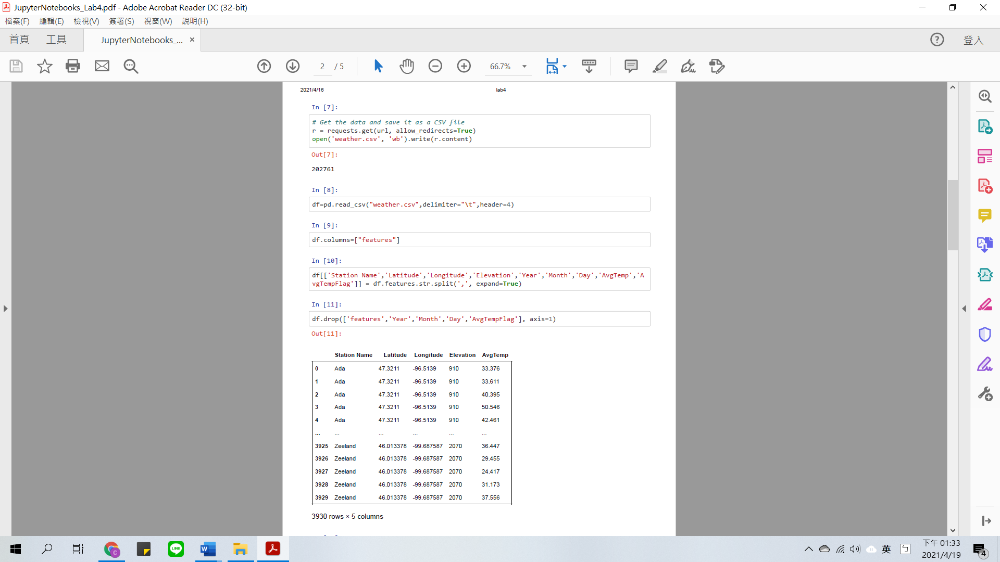 JupyterNotebooks_Lab4.pdf - Adobe Acrobat Reader DC (32-bit)
檔案(F) 編輯(E) 檢視(V) 簽署(S) 視窗(W) 說明(H)
首頁 工具 JupyterNotebooks_... × ? 登入
2 / 5 66.7%
2021/4/16 lab4
In [7]:
# Get the data and save it as a CSV file
r = requests.get(url, allow_redirects=True)
open('weather.csv', 'wb').write(r.content)
Out[7]:
202761
In [8]:
df=pd.read_csv("weather.csv",delimiter="\t",header=4)
In [9]:
df.columns=["features"]
In [10]:
df[['Station Name','Latitude','Longitude','Elevation','Year','Month','Day','AvgTemp','A
vgTempFlag']] = df.features.str.split(',', expand=True)
In [11]:
df.drop(['features','Year','Month','Day','AvgTempFlag'], axis=1)
Out[11]:
Station Name Latitude Longitude Elevation AvgTemp
0 Ada 47.3211 -96.5139 910 33.376
1 Ada 47.3211 -96.5139 910 33.611
2 Ada 47.3211 -96.5139 910 40.395
3 Ada 47.3211 -96.5139 910 50.546
4 Ada 47.3211 -96.5139 910 42.461
... ... ... ... ... ...
3925 Zeeland 46.013378 -99.687587 2070 36.447
3926 Zeeland 46.013378 -99.687587 2070 29.455
3927 Zeeland 46.013378 -99.687587 2070 24.417
3928 Zeeland 46.013378 -99.687587 2070 31.173
3929 Zeeland 46.013378 -99.687587 2070 37.556
3930 rows × 5 columns
C LINE W 英 ㄅ 下午 01:33
2021/4/19 4